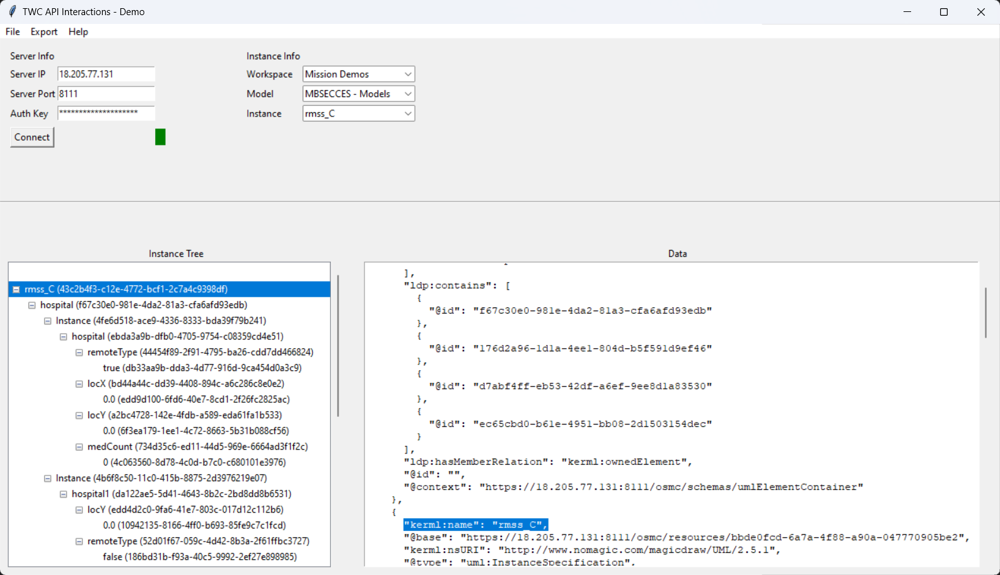 TWC API Interactions - Demo
File Export Help
Server Info
Server IP 18.205.77.131
Server Port 8111
Auth Key ********************
Connect
Instance Info
Workspace Mission Demos
Model MBSECCES - Models
Instance rmss_C
Instance Tree
rmss_C (43c2b4f3-c12e-4772-bcf1-2c7a4c9398df)
hospital (f67c30e0-981e-4da2-81a3-cfa6afd93edb)
Instance (4fe6d518-ace9-4336-8333-bda39f79b241)
hospital (ebda3a9b-dfb0-4705-9754-c08359cd4e51)
remoteType (44454f89-2f91-4795-ba26-cdd7dd466824)
true (db33aa9b-dda3-4d77-916d-9ca454d0a3c9)
locX (bd44a44c-dd39-4408-894c-a6c286c8e0e2)
0.0 (edd9d100-6fd6-40e7-8cd1-2f26fc2825ac)
locY (a2bc4728-142e-4fdb-a589-eda61fa1b533)
0.0 (6f3ea179-1ee1-4c72-8663-5b31b088cf56)
medCount (734d35c6-ed11-44d5-969e-6664ad3f1f2c)
0 (4c063560-8d78-4c0d-b7c0-c680101e3976)
Instance (4b6f8c50-11c0-415b-8875-2d3976219e07)
hospital1 (da122ae5-5d41-4643-8b2c-2bd8dd8b6531)
locY (edd4d2c0-9fa6-41e7-803c-017d12c112b6)
0.0 (10942135-8166-4ff0-b693-85fe9c7c1fcd)
remoteType (52d01f67-059c-4d42-8b3a-2f61ffbc3727)
false (186bd31b-f93a-40c5-9992-2ef27e898985)
Data
],
"ldp:contains": [
{
"@id": "f67c30e0-981e-4da2-81a3-cfa6afd93edb"
},
{
"@id": "176d2a96-1d1a-4ee1-804d-b5f591d9ef46"
},
{
"@id": "d7abf4ff-eb53-42df-a6ef-9ee8d1a83530"
},
{
"@id": "ec65cbd0-b61e-4951-bb08-2d1503154dec"
}
],
"ldp:hasMemberRelation": "kerml:ownedElement",
"@id": "",
"@context": "https://18.205.77.131:8111/osmc/schemas/umlElementContainer"
},
{
"kerml:name": "rmss_C",
"@base": "https://18.205.77.131:8111/osmc/resources/bbde0fcd-6a7a-4f88-a90a-047770905be2",
"kerml:nsURI": "http://www.nomagic.com/magicdraw/UML/2.5.1",
"@type": "uml:InstanceSpecification",